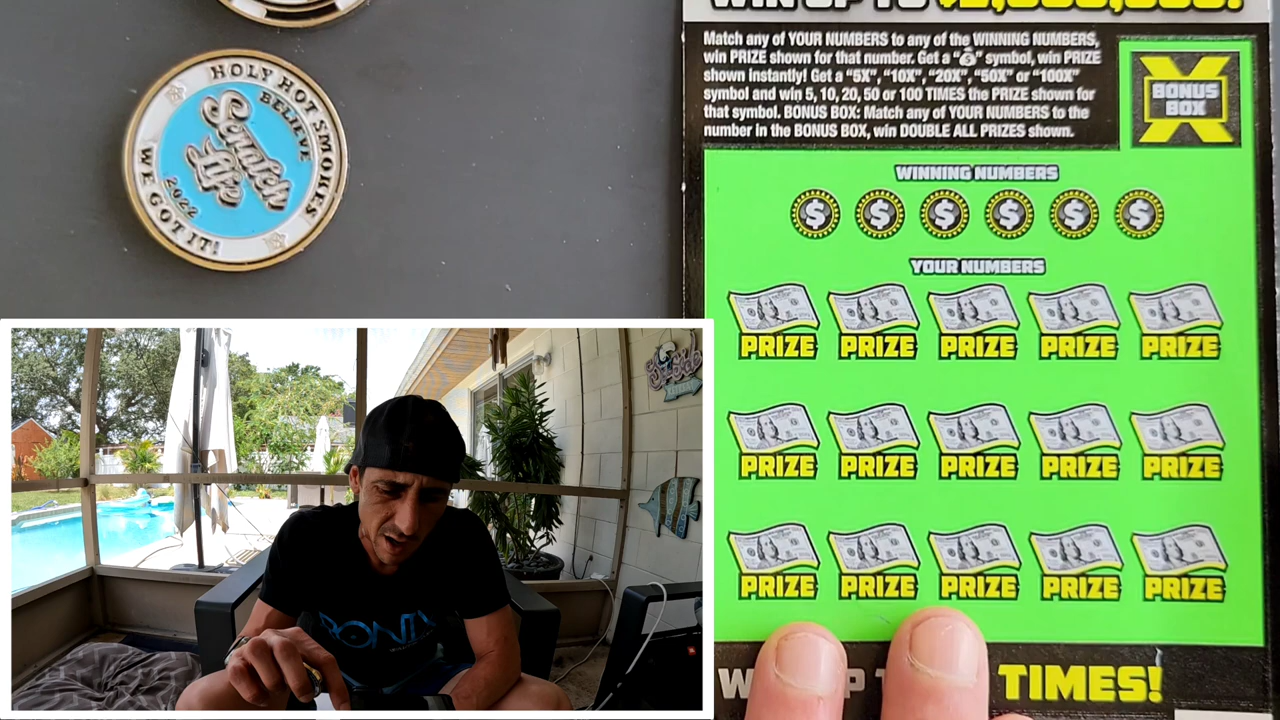 HOLY HOT SMOKES
BELIEVE
Scratch
Life
2022
WE GOT IT!
WIN UP TO
Match any of YOUR NUMBERS to any of the WINNING NUMBERS,
win PRIZE shown for that number. Get a "💰" symbol, win PRIZE
shown instantly! Get a "5X", "10X", "20X", "50X" or "100X"
symbol and win 5, 10, 20, 50 or 100 TIMES the PRIZE shown for
that symbol. BONUS BOX: Match any of YOUR NUMBERS to the
number in the BONUS BOX, win DOUBLE ALL PRIZES shown.
BONUS
BOX
WINNING NUMBERS
$ $ $ $ $ $
YOUR NUMBERS
PRIZE PRIZE PRIZE PRIZE PRIZE
PRIZE PRIZE PRIZE PRIZE PRIZE
PRIZE PRIZE PRIZE PRIZE PRIZE
TIMES!